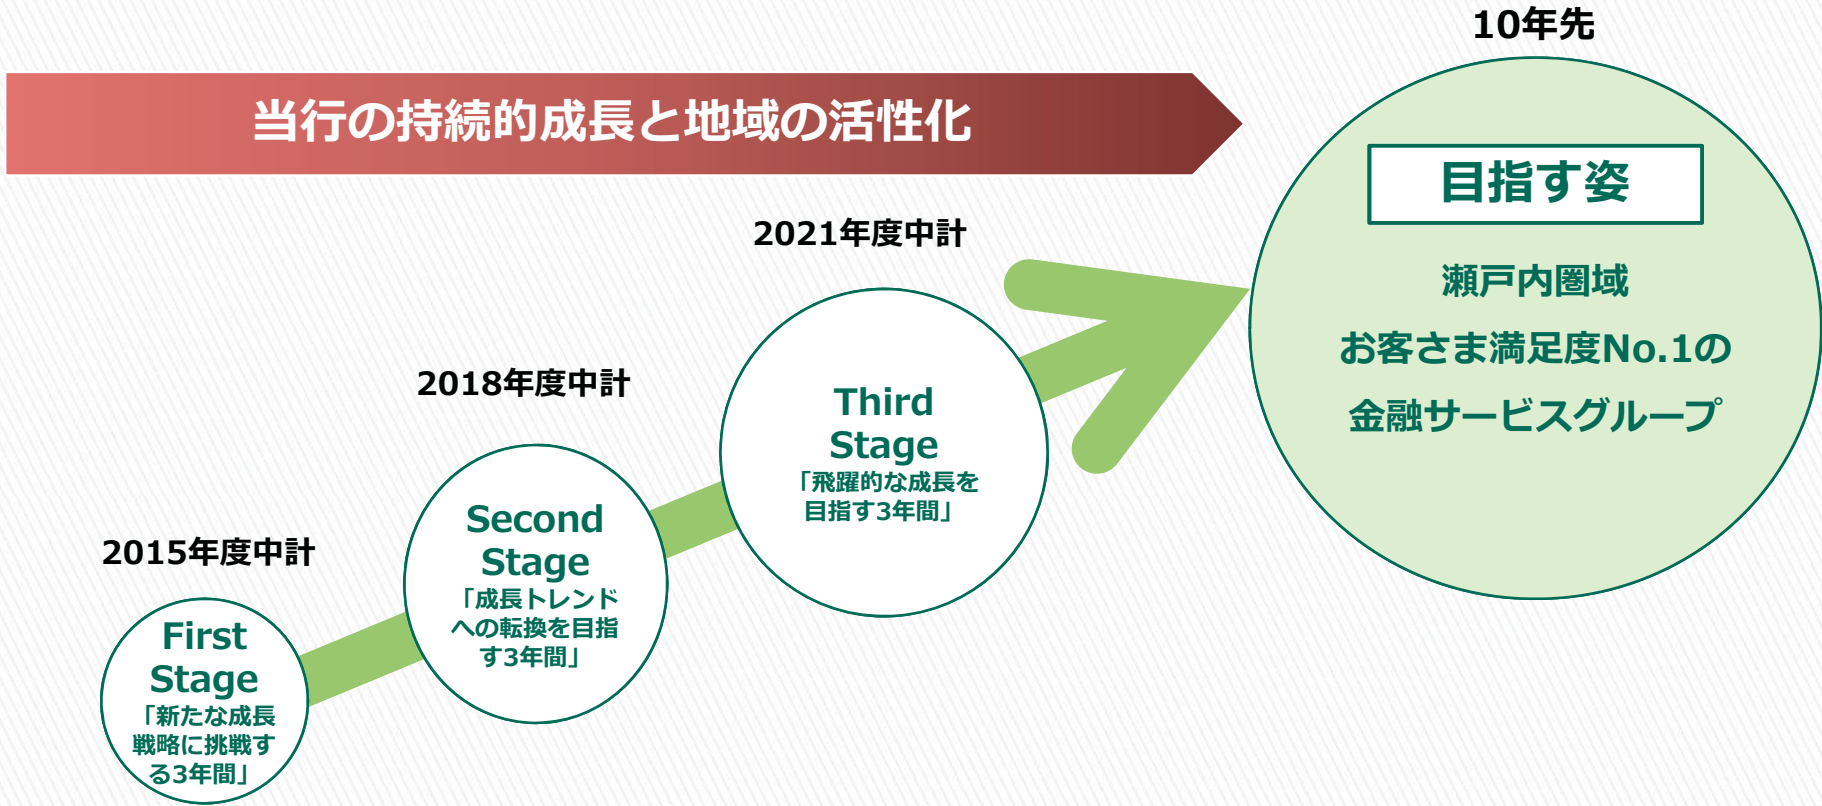 10年先
当行の持続的成長と地域の活性化
目指す姿
瀬戸内圏域
お客さま満足度No.1の
金融サービスグループ
2021年度中計
Third
Stage
「飛躍的な成長を
目指す3年間」
2018年度中計
Second
Stage
「成長トレンド
への転換を目指
す3年間」
2015年度中計
First
Stage
「新たな成長
戦略に挑戦す
る3年間」